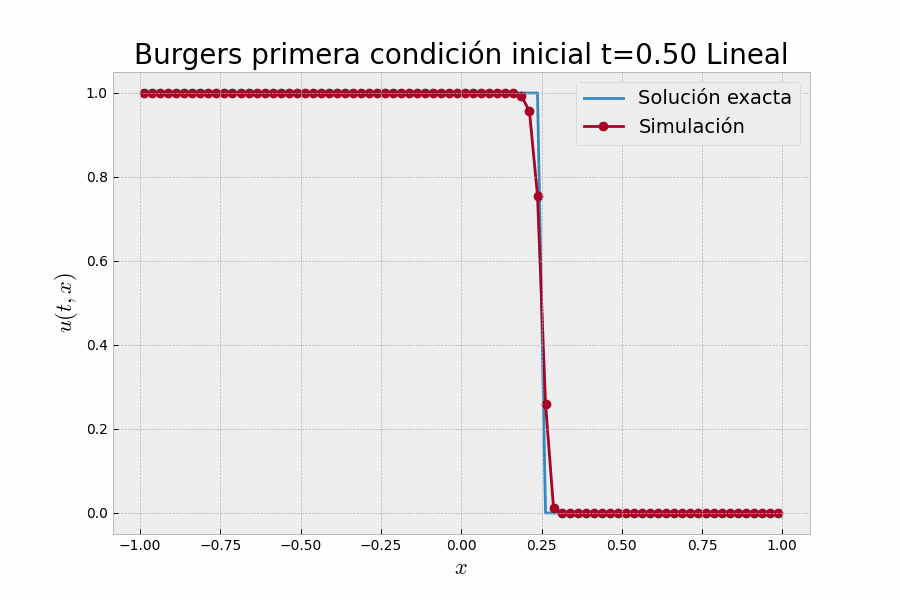 Burgers primera condición inicial t=0.50 Lineal
Solución exacta
Simulación
1.0
0.8
0.6
0.4
0.2
0.0
u(t, x)
−1.00 −0.75 −0.50 −0.25 0.00 0.25 0.50 0.75 1.00
x